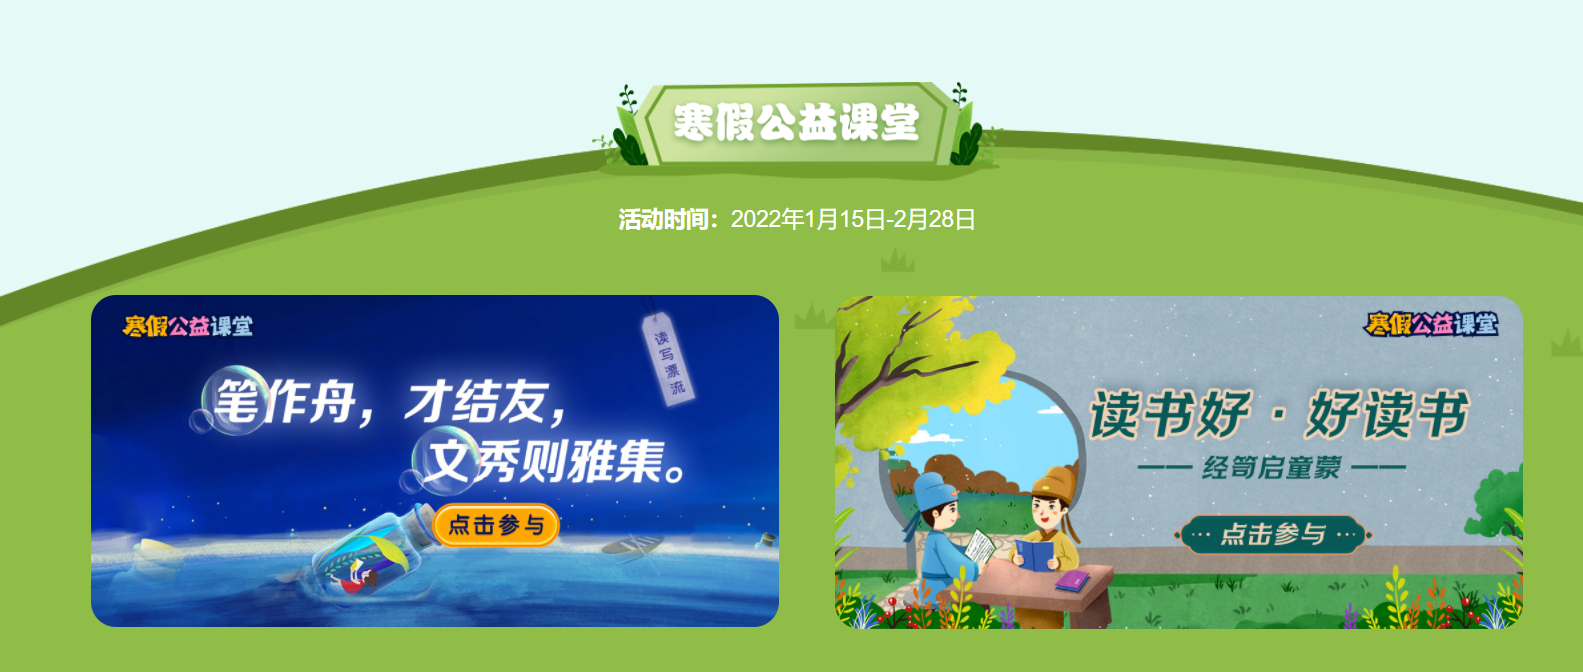 寒假公益课堂
活动时间：2022年1月15日-2月28日
寒假公益课堂
读写漂流
笔作舟，才结友，
文秀则雅集。
点击参与
寒假公益课堂
读书好·好读书
—— 经笥启童蒙 ——
··· 点击参与 ···